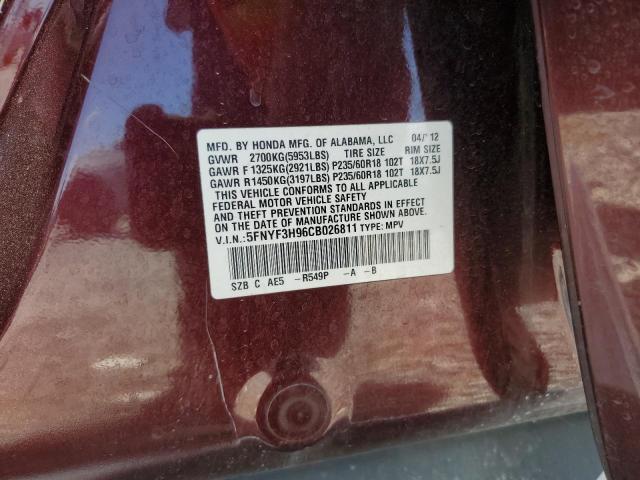 MFD. BY HONDA MFG. OF ALABAMA, LLC 04/12
GVWR 2700KG(5953LBS) TIRE SIZE RIM SIZE
GAWR F 1325KG(2921LBS) P235/60R18 102T 18X7.5J
GAWR R1450KG(3197LBS) P235/60R18 102T 18X7.5J
THIS VEHICLE CONFORMS TO ALL APPLICABLE
FEDERAL MOTOR VEHICLE SAFETY
AND THEFT PREVENTION STANDARDS IN EFFECT
ON THE DATE OF MANUFACTURE SHOWN ABOVE.
V.I.N.: 5FNYF3H96CB026811 TYPE: MPV
SZB C AE5 -R549P -A -B